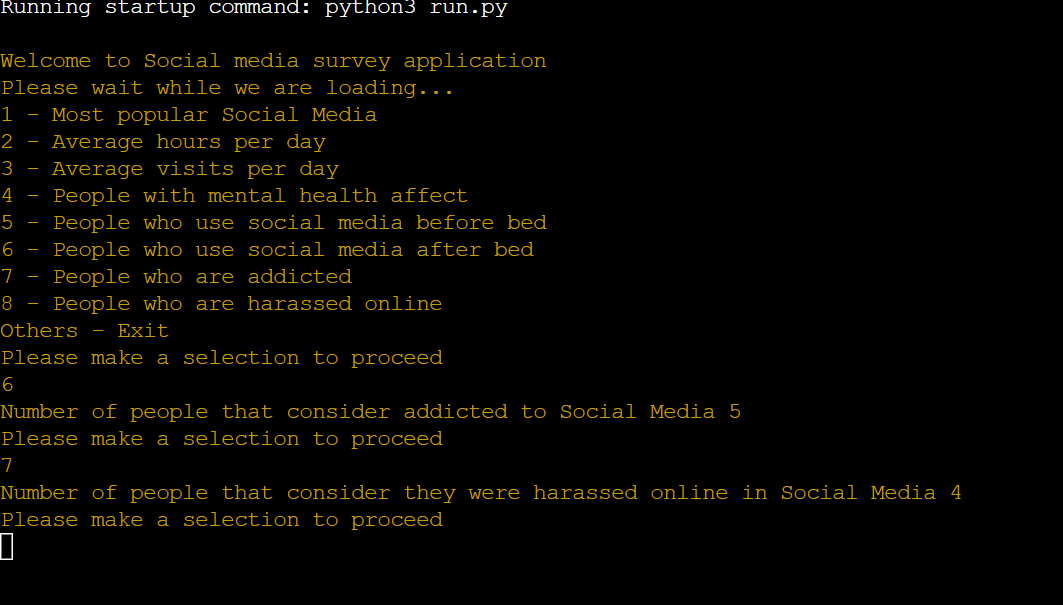 Running startup command: python3 run.py
Welcome to Social media survey application
Please wait while we are loading...
1 - Most popular Social Media
2 - Average hours per day
3 - Average visits per day
4 - People with mental health affect
5 - People who use social media before bed
6 - People who use social media after bed
7 - People who are addicted
8 - People who are harassed online
Others - Exit
Please make a selection to proceed
6
Number of people that consider addicted to Social Media 5
Please make a selection to proceed
7
Number of people that consider they were harassed online in Social Media 4
Please make a selection to proceed